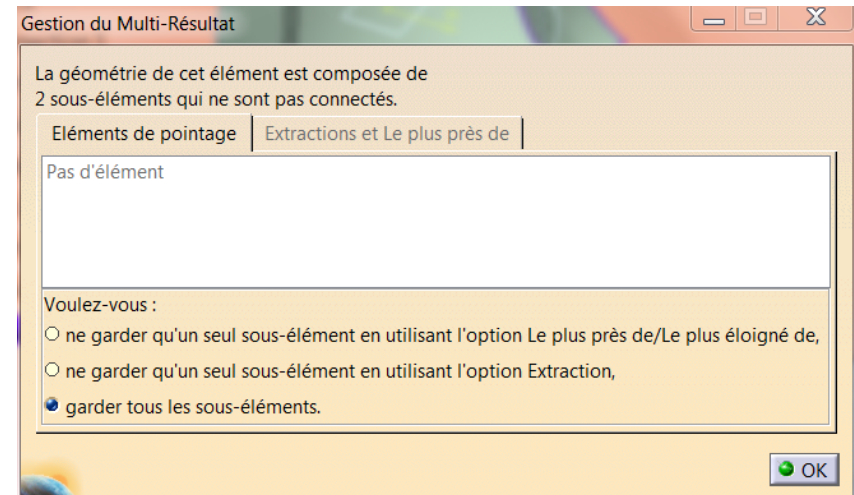 Gestion du Multi-Résultat
La géométrie de cet élément est composée de
2 sous-éléments qui ne sont pas connectés.
Eléments de pointage
Extractions et Le plus près de
Pas d'élément
Voulez-vous :
ne garder qu'un seul sous-élément en utilisant l'option Le plus près de/Le plus éloigné de,
ne garder qu'un seul sous-élément en utilisant l'option Extraction,
garder tous les sous-éléments.
OK